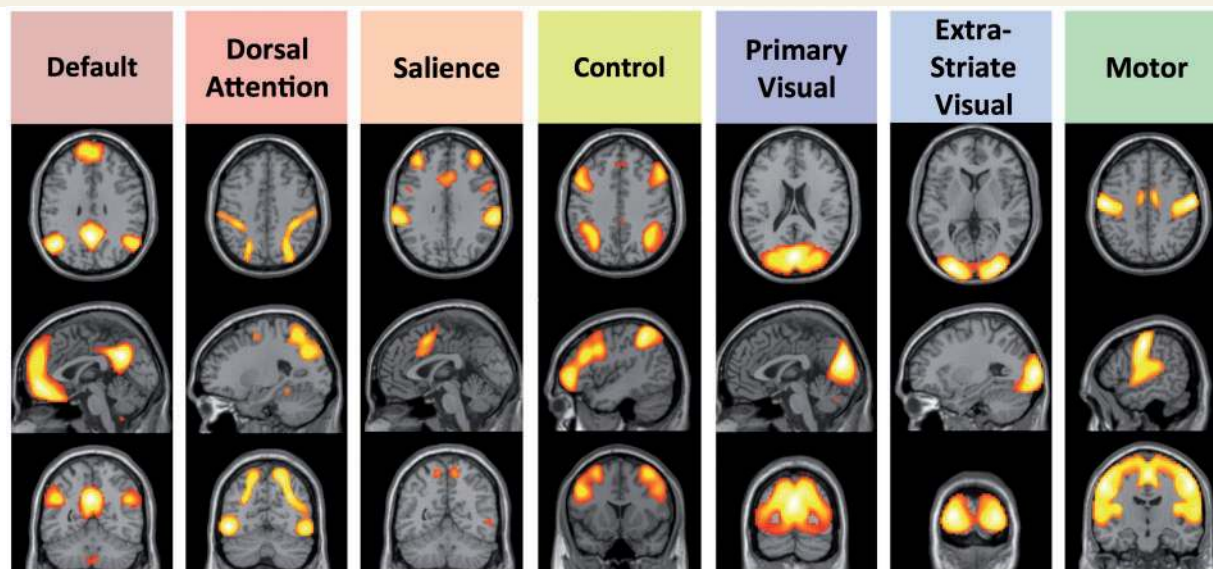 Default
Dorsal
Attention
Salience
Control
Primary
Visual
Extra-
Striate
Visual
Motor